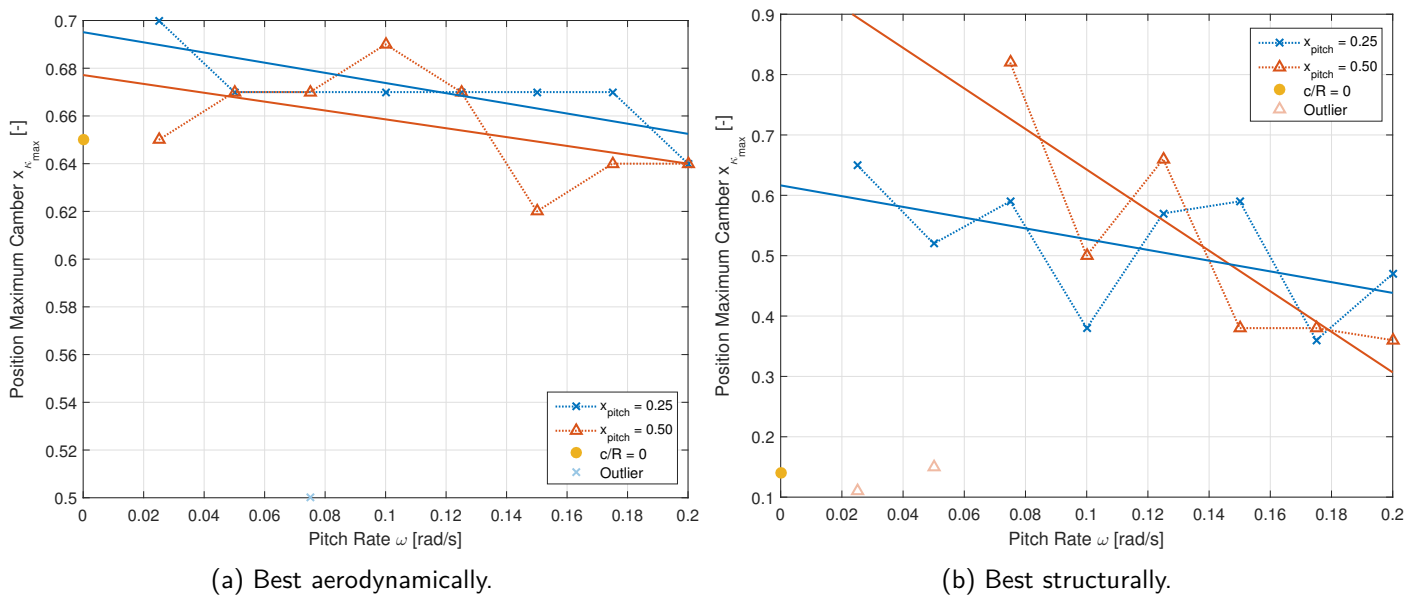 0.7
0.68
0.66
0.64
0.62
0.6
0.58
0.56
0.54
0.52
0.5
Position Maximum Camber x_κmax [-]
0 0.02 0.04 0.06 0.08 0.1 0.12 0.14 0.16 0.18 0.2
Pitch Rate ω [rad/s]
x_pitch = 0.25
x_pitch = 0.50
c/R = 0
Outlier
(a) Best aerodynamically.
0.9
0.8
0.7
0.6
0.5
0.4
0.3
0.2
0.1
Position Maximum Camber x_κmax [-]
0 0.02 0.04 0.06 0.08 0.1 0.12 0.14 0.16 0.18 0.2
Pitch Rate ω [rad/s]
x_pitch = 0.25
x_pitch = 0.50
c/R = 0
Outlier
(b) Best structurally.